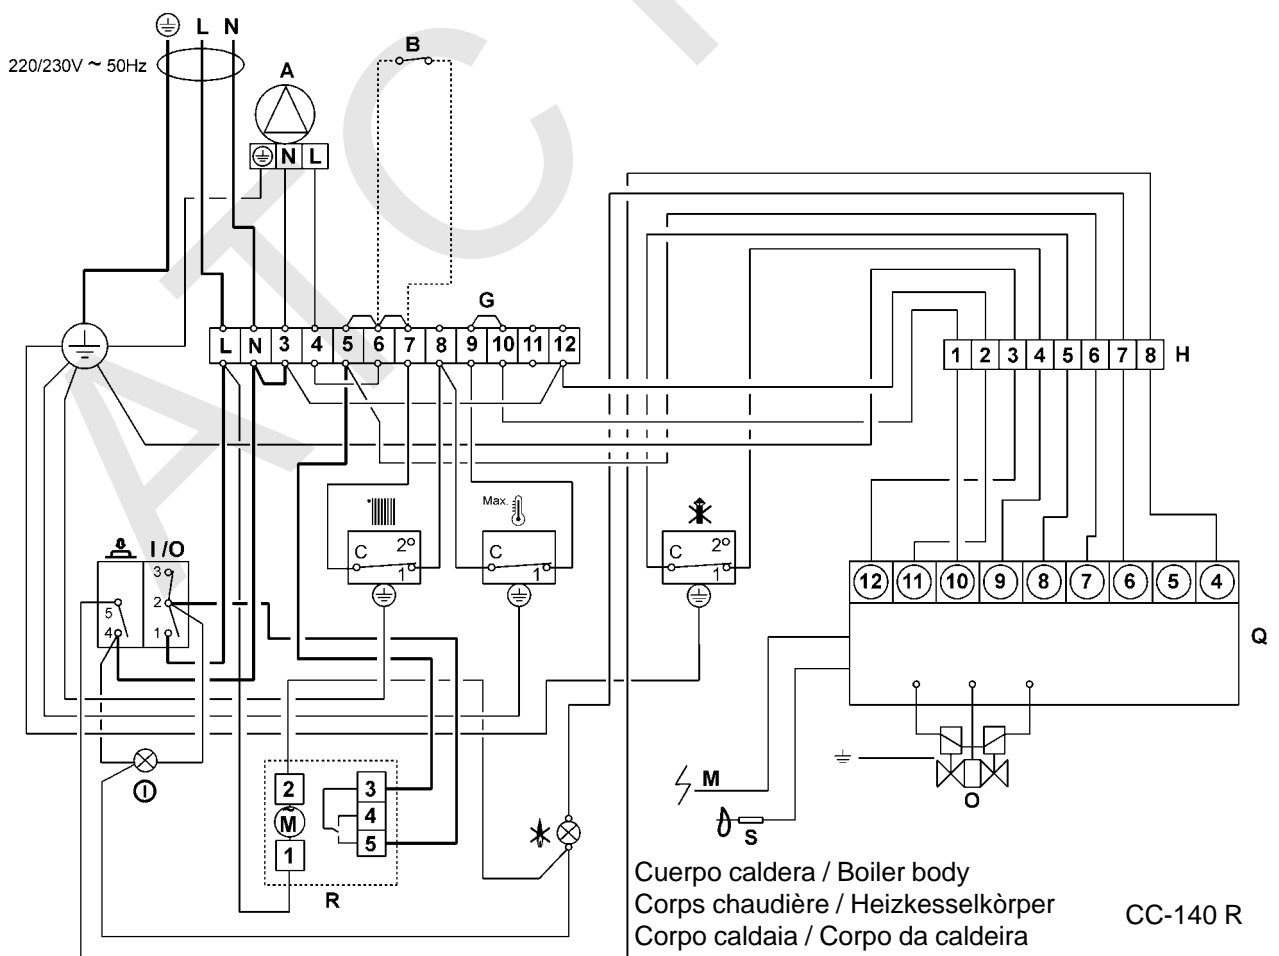 L N
220/230V ~ 50Hz
A
B
N L
G
L N 3 4 5 6 7 8 9 10 11 12
1 2 3 4 5 6 7 8 H
Max.
C 2º
1
C
1
C 2º
1
I /O
3
5 2
4 1
12 11 10 9 8 7 6 5 4
Q
I
2 3
M 4
1 5
R
M
S
O
Cuerpo caldera / Boiler body
Corps chaudière / Heizkesselkòrper
Corpo caldaia / Corpo da caldeira
CC-140 R
ATC